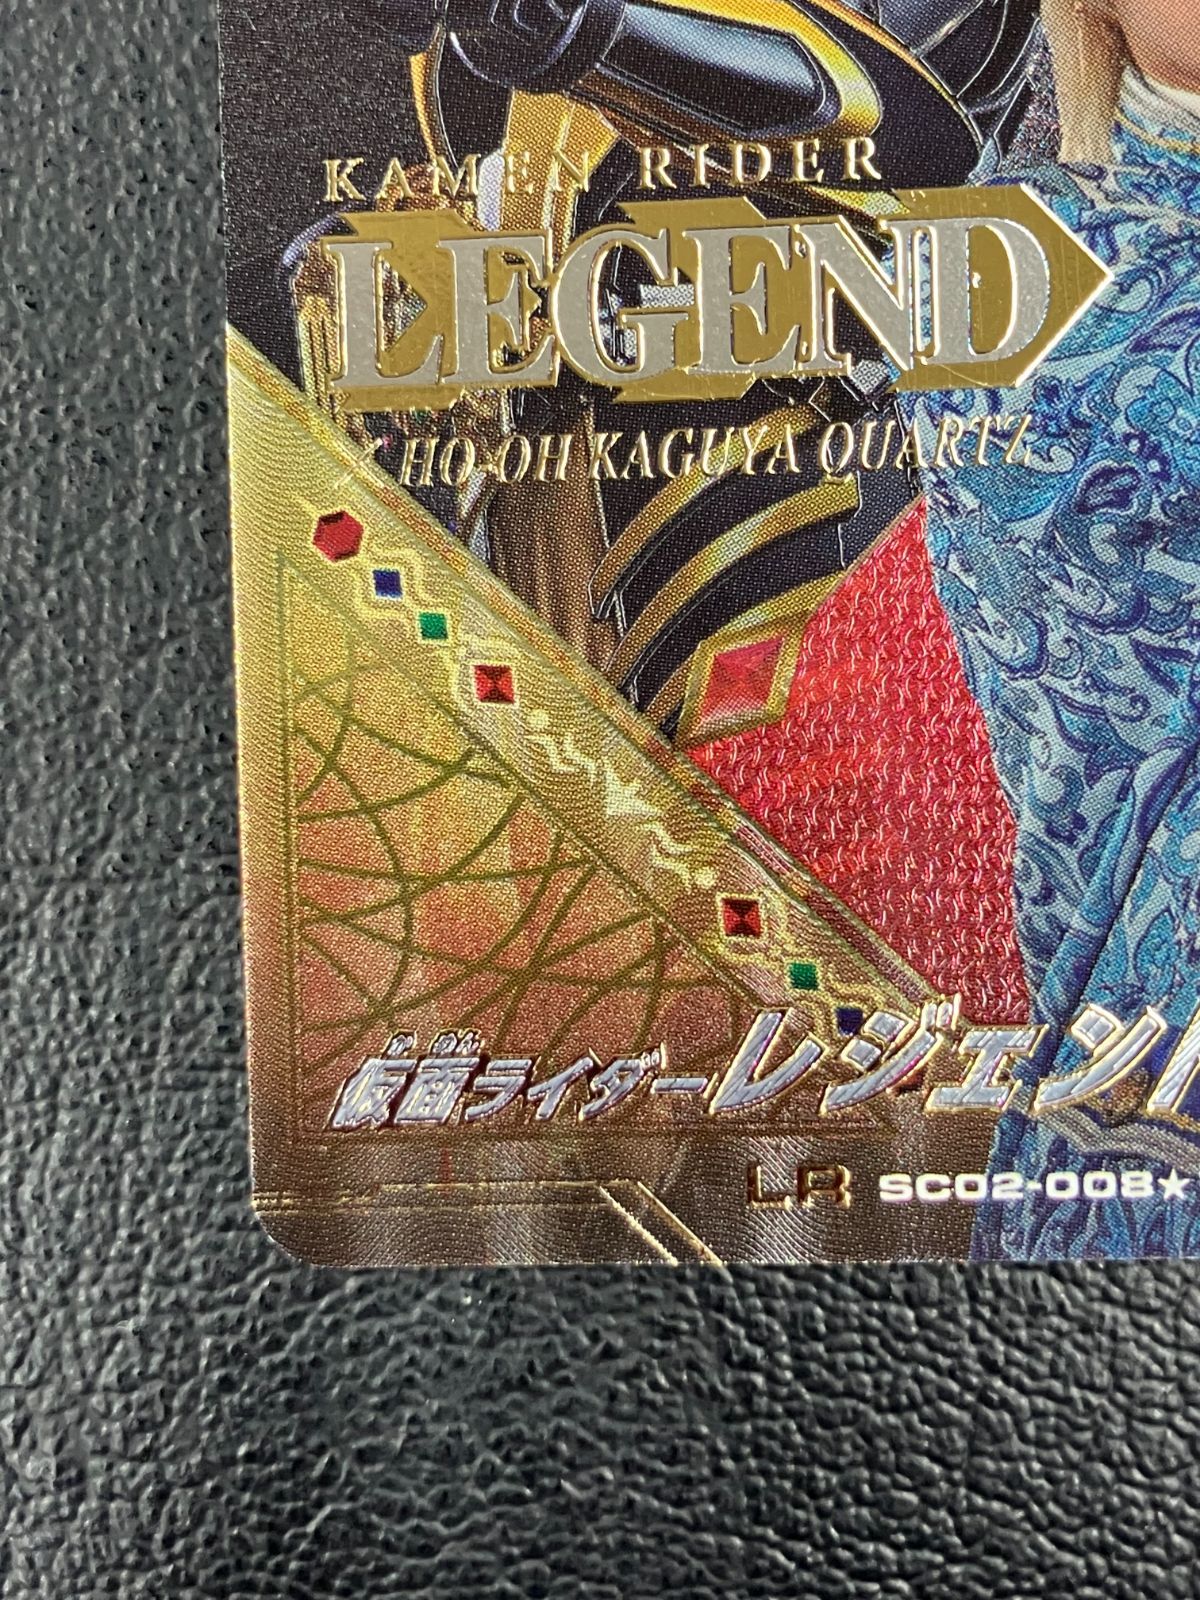 KAMEN RIDER
LEGEND
× HO-OH KAGUYA QUARTZ
仮面ライダーレジェン
LR SC02-008★